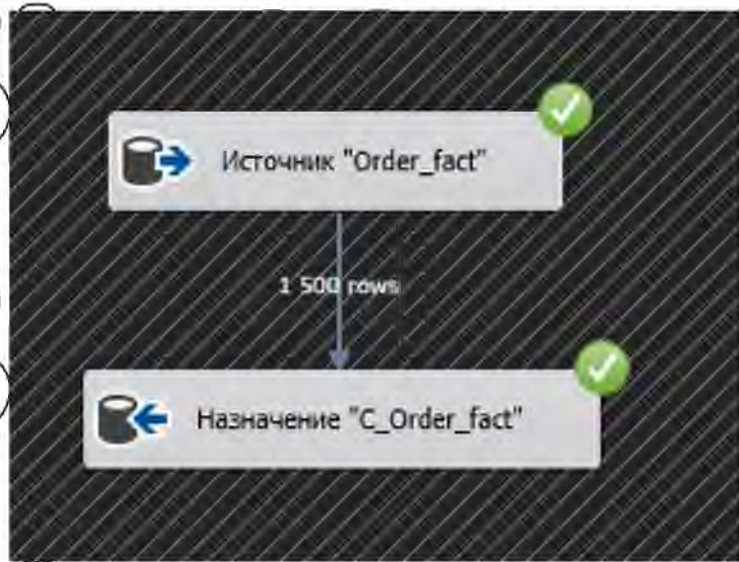 Источник "Order_fact"
1 500 rows
Назначение "C_Order_fact"